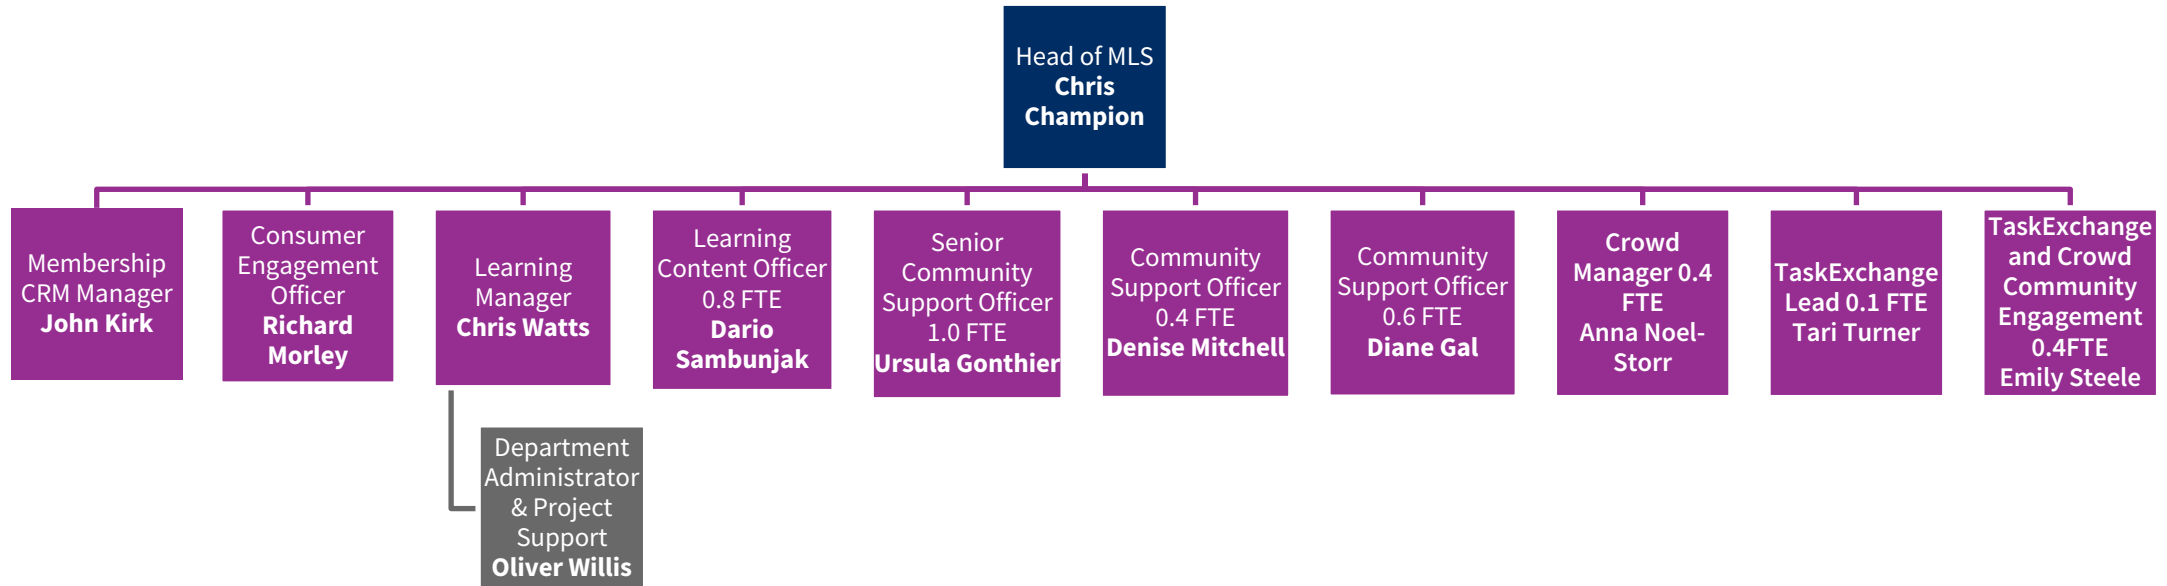 Head of MLS
Chris
Champion
Membership
CRM Manager
John Kirk
Consumer
Engagement
Officer
Richard
Morley
Learning
Manager
Chris Watts
Learning
Content Officer
0.8 FTE
Dario
Sambunjak
Senior
Community
Support Officer
1.0 FTE
Ursula Gonthier
Community
Support Officer
0.4 FTE
Denise Mitchell
Community
Support Officer
0.6 FTE
Diane Gal
Crowd
Manager 0.4
FTE
Anna Noel-
Storr
TaskExchange
Lead 0.1 FTE
Tari Turner
TaskExchange
and Crowd
Community
Engagement
0.4FTE
Emily Steele
Department
Administrator
& Project
Support
Oliver Willis